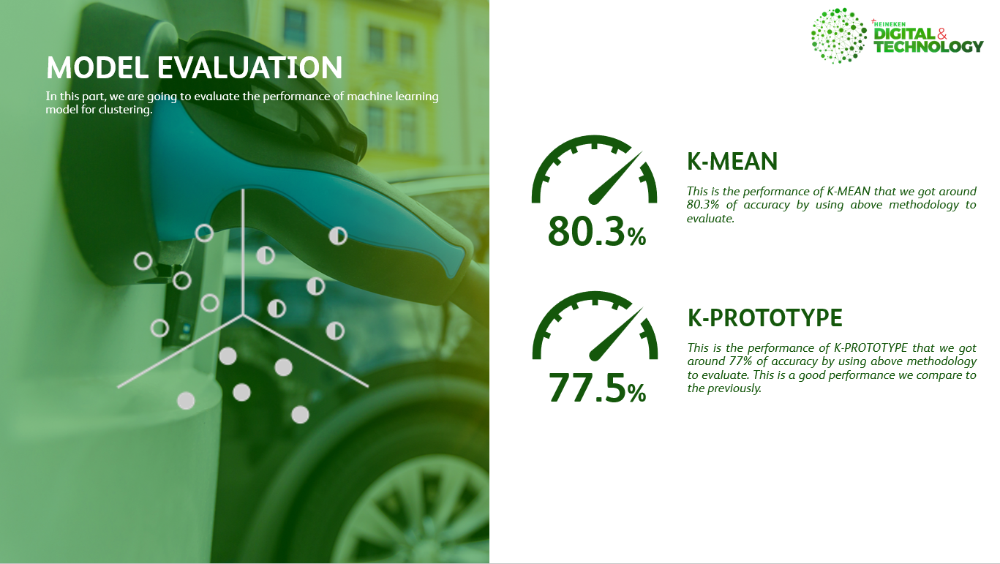 HEINEKEN
DIGITAL&
TECHNOLOGY
MODEL EVALUATION
In this part, we are going to evaluate the performance of machine learning
model for clustering.
K-MEAN
This is the performance of K-MEAN that we got around
80.3% of accuracy by using above methodology to
evaluate.
80.3%
K-PROTOTYPE
This is the performance of K-PROTOTYPE that we got
around 77% of accuracy by using above methodology
to evaluate. This is a good performance we compare to
the previously.
77.5%